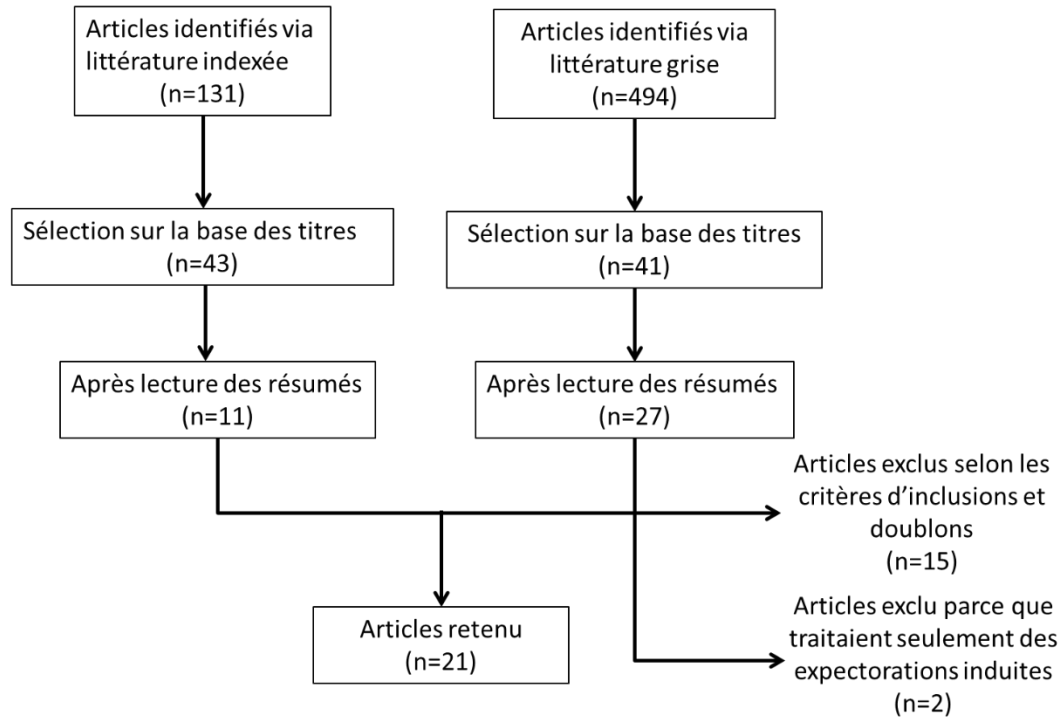 Articles identifiés via
littérature indexée
(n=131)
Articles identifiés via
littérature grise
(n=494)
Sélection sur la base des titres
(n=43)
Sélection sur la base des titres
(n=41)
Après lecture des résumés
(n=11)
Après lecture des résumés
(n=27)
Articles exclus selon les
critères d’inclusions et
doublons
(n=15)
Articles retenu
(n=21)
Articles exclu parce que
traitaient seulement des
expectorations induites
(n=2)